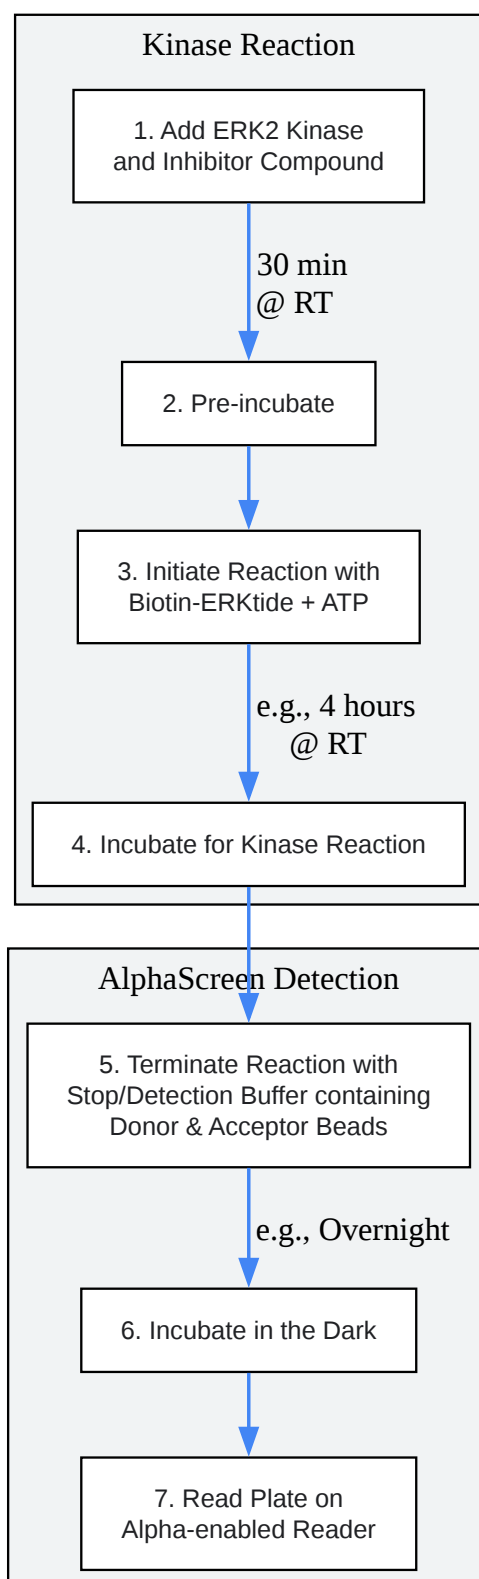 Kinase Reaction
1. Add ERK2 Kinase
and Inhibitor Compound
30 min
@ RT
2. Pre-incubate
3. Initiate Reaction with
Biotin-ERKtide + ATP
e.g., 4 hours
@ RT
4. Incubate for Kinase Reaction
AlphaScreen Detection
5. Terminate Reaction with
Stop/Detection Buffer containing
Donor & Acceptor Beads
e.g., Overnight
6. Incubate in the Dark
7. Read Plate on
Alpha-enabled Reader